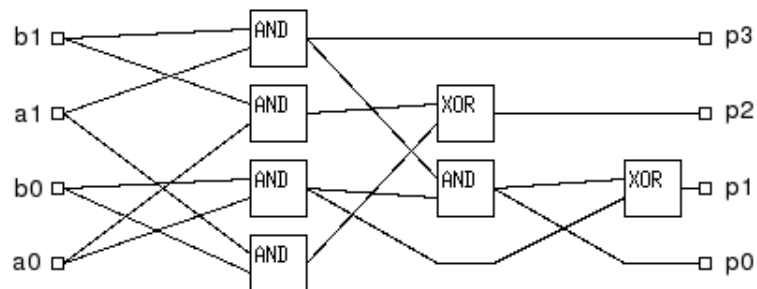 b1 AND p3
a1 AND XOR p2
b0 AND AND XOR p1
a0 AND p0